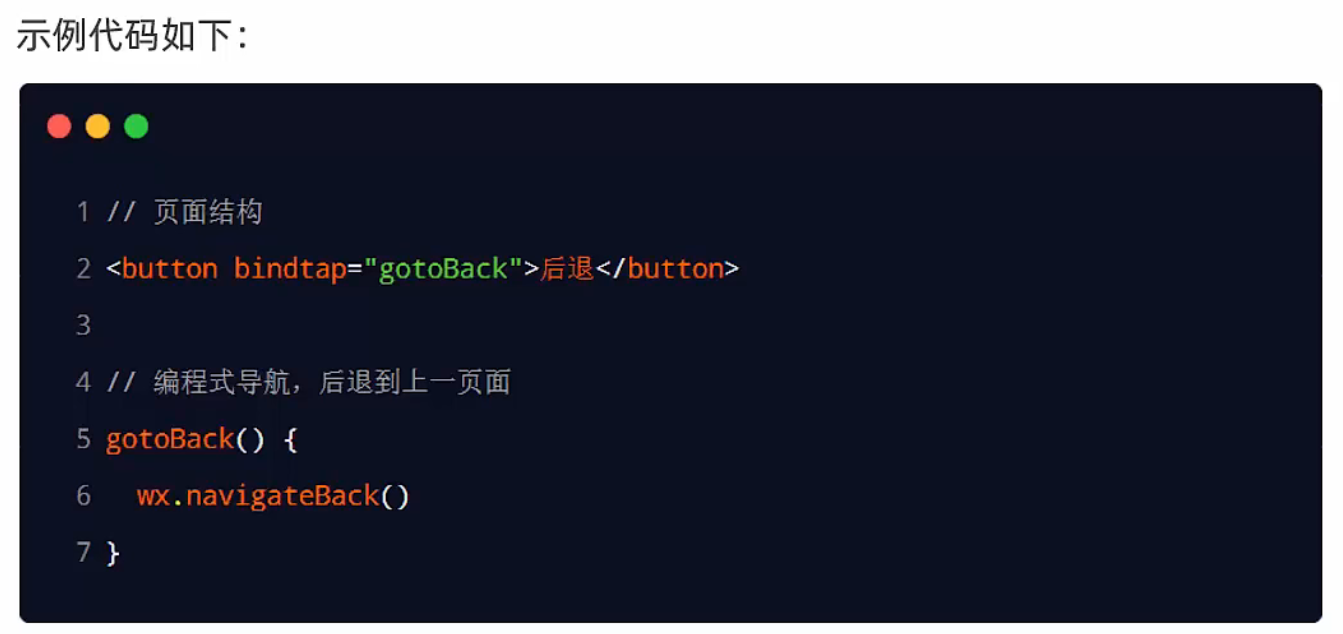 示例代码如下：
1 // 页面结构
2 <button bindtap="gotoBack">后退</button>
3
4 // 编程式导航，后退到上一页面
5 gotoBack() {
6   wx.navigateBack()
7 }